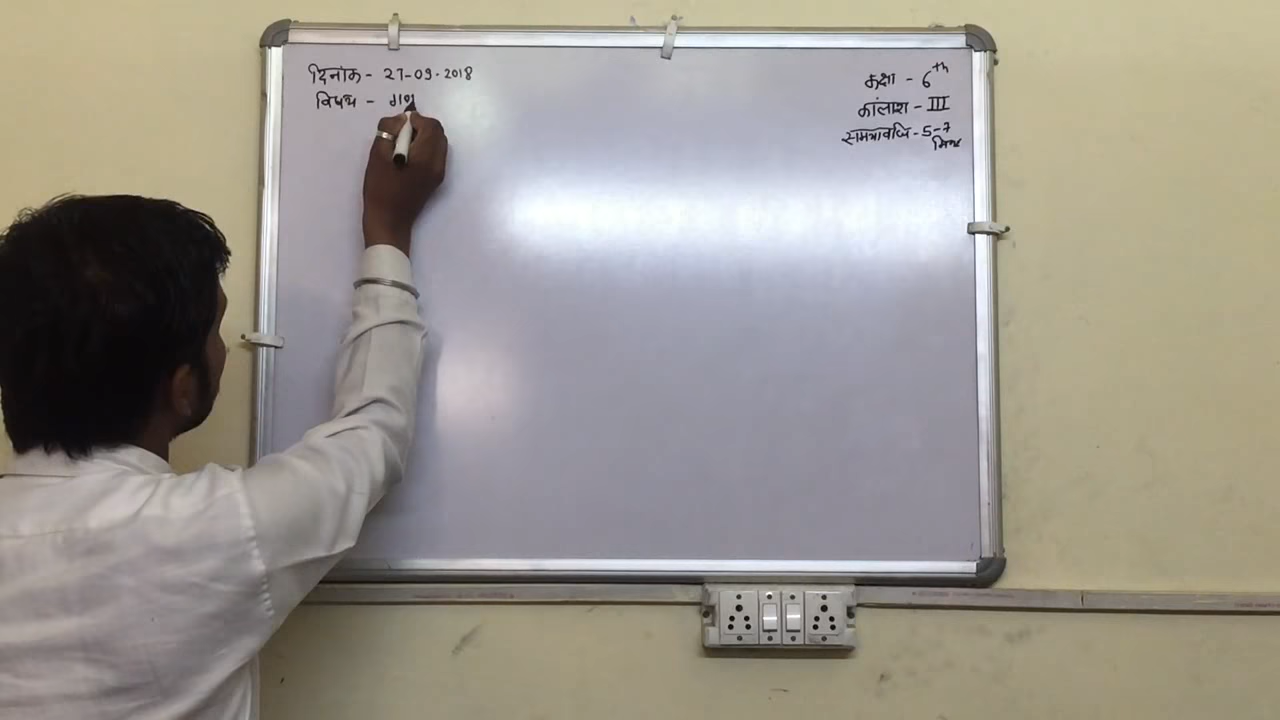 दिनांक - 27-09-2018
विषय - गण
कक्षा - 6th
कालांश - III
समयावधि - 5-7
मिनट